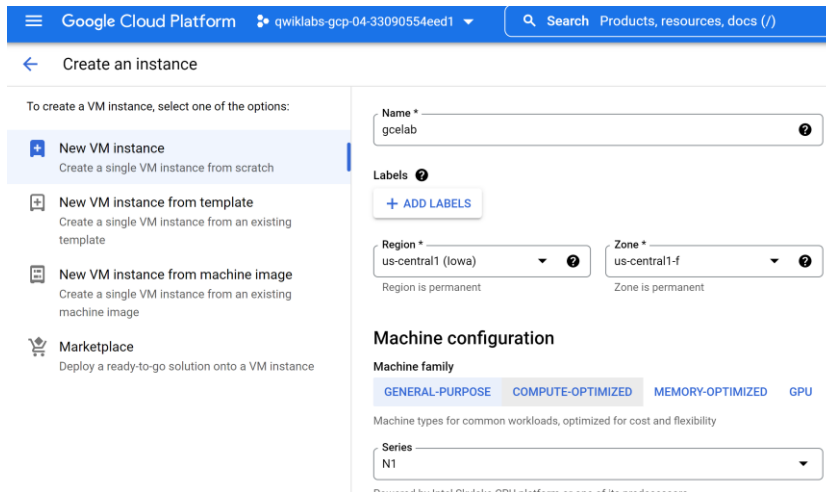 Google Cloud Platform qwiklabs-gcp-04-33090554eed1 Search Products, resources, docs (/)
Create an instance
To create a VM instance, select one of the options:
New VM instance
Create a single VM instance from scratch
New VM instance from template
Create a single VM instance from an existing
template
New VM instance from machine image
Create a single VM instance from an existing
machine image
Marketplace
Deploy a ready-to-go solution onto a VM instance
Name *
gcelab
Labels
+ ADD LABELS
Region *
us-central1 (Iowa)
Region is permanent
Zone *
us-central1-f
Zone is permanent
Machine configuration
Machine family
GENERAL-PURPOSE COMPUTE-OPTIMIZED MEMORY-OPTIMIZED GPU
Machine types for common workloads, optimized for cost and flexibility
Series
N1